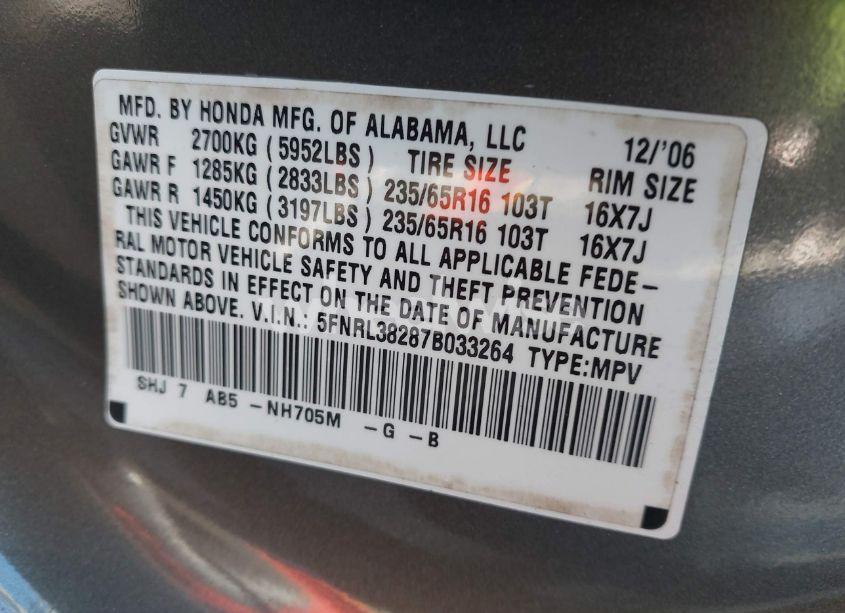 MFD. BY HONDA MFG. OF ALABAMA, LLC 12/'06
GVWR 2700KG (5952LBS) TIRE SIZE RIM SIZE
GAWR F 1285KG (2833LBS) 235/65R16 103T 16X7J
GAWR R 1450KG (3197LBS) 235/65R16 103T 16X7J
THIS VEHICLE CONFORMS TO ALL APPLICABLE FEDE-
RAL MOTOR VEHICLE SAFETY AND THEFT PREVENTION
STANDARDS IN EFFECT ON THE DATE OF MANUFACTURE
SHOWN ABOVE. V.I.N.: 5FNRL38287B033264 TYPE:MPV
SHJ 7 AB5 -NH705M -G -B